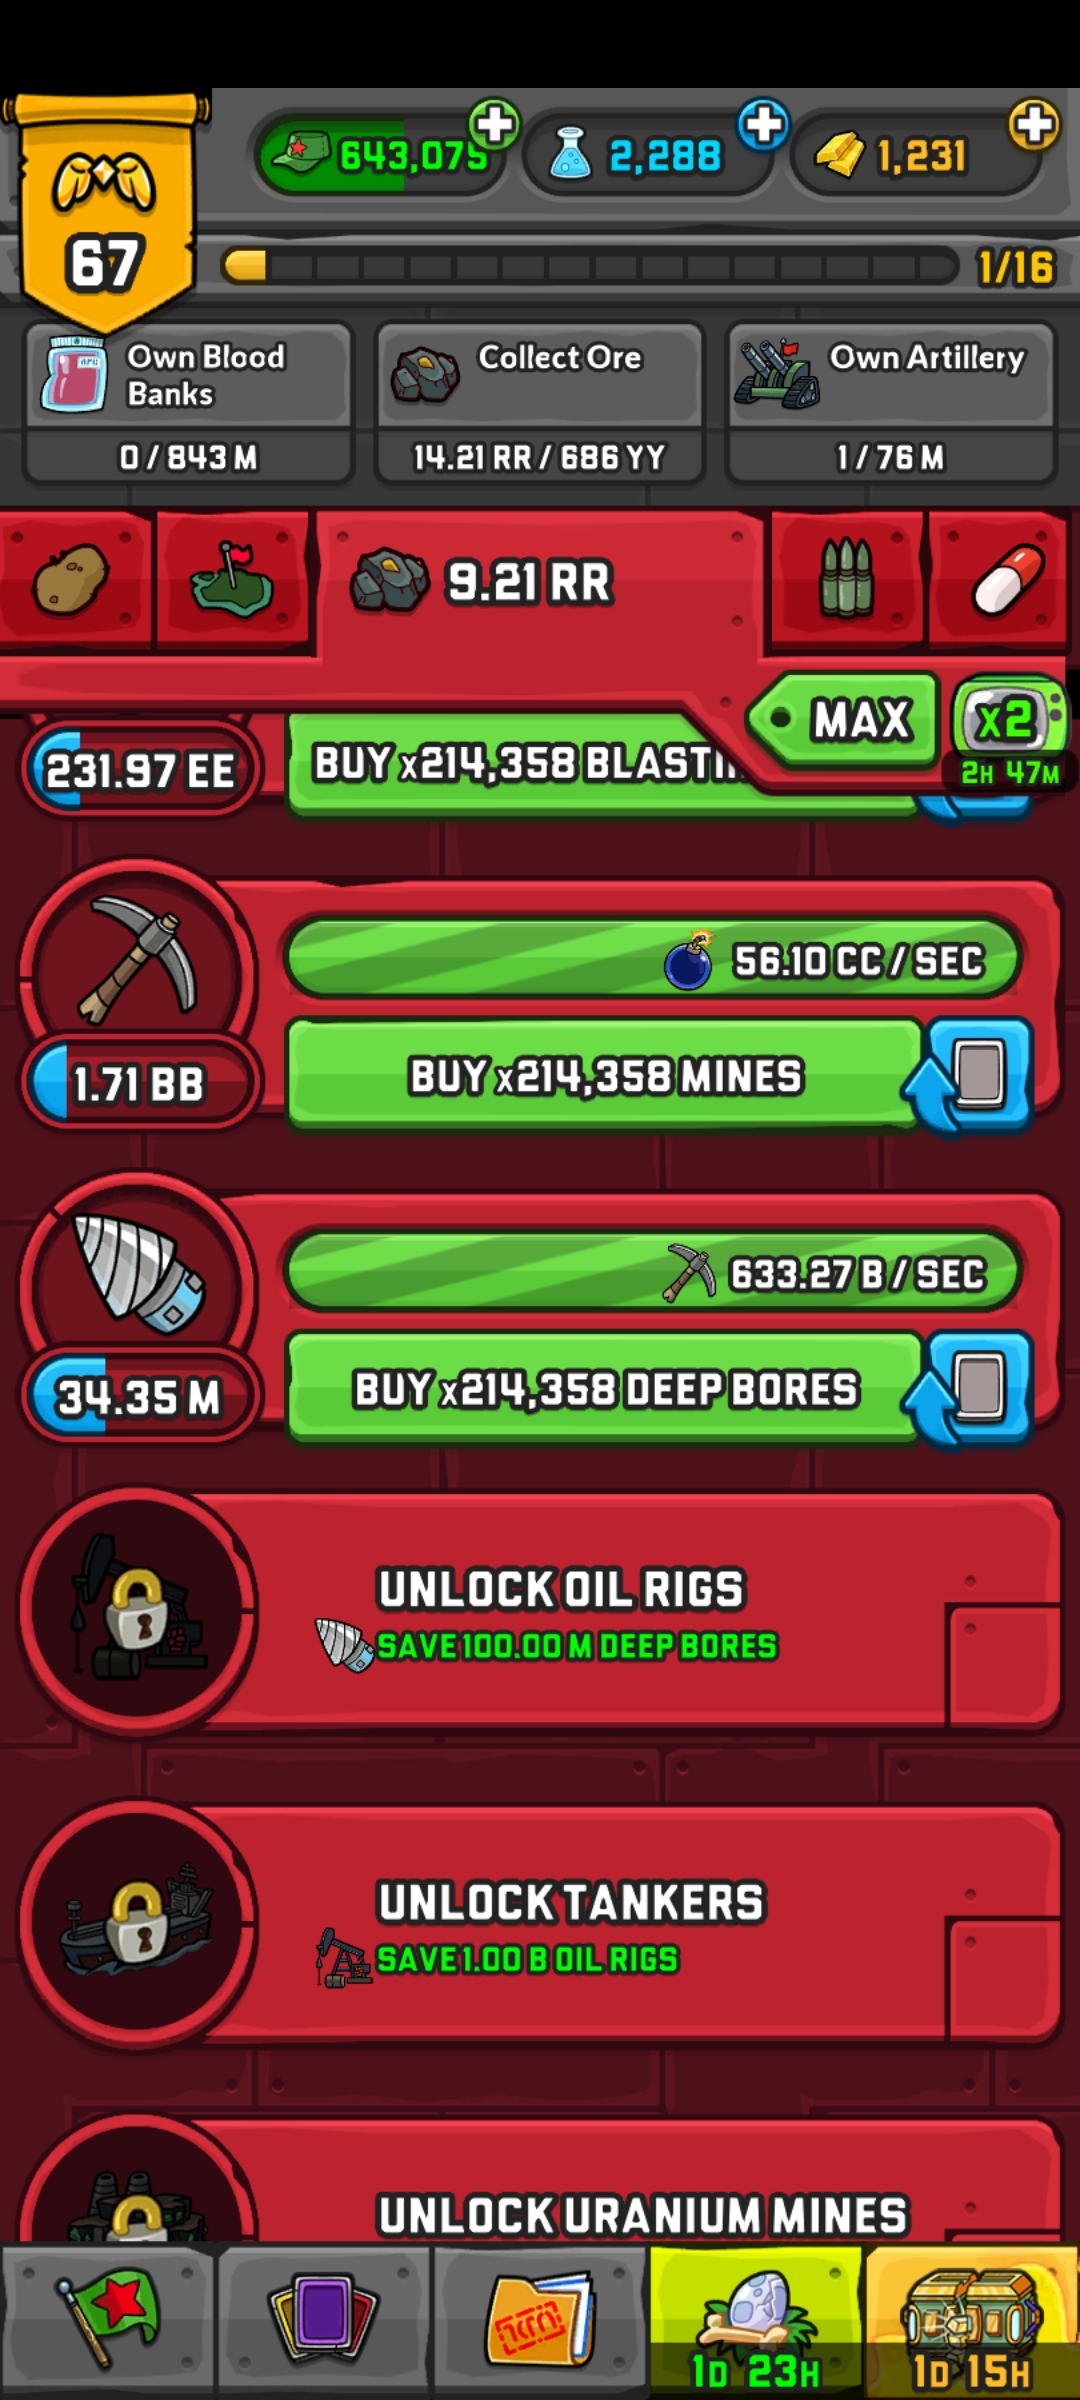 67
643,075
2,288
1,231
1/16
Own Blood
Banks
0 / 843 M
Collect Ore
14.21 RR / 686 YY
Own Artillery
1 / 76 M
9.21 RR
MAX
x2
2H 47M
231.97 EE
BUY x214,358
56.10 CC / SEC
1.71 BB
BUY x214,358 MINES
633.27 B / SEC
34.35 M
BUY x214,358 DEEP BORES
UNLOCK OIL RIGS
SAVE 100.00 M DEEP BORES
UNLOCK TANKERS
SAVE 1.00 B OIL RIGS
UNLOCK URANIUM MINES
1D 23H
1D 15H